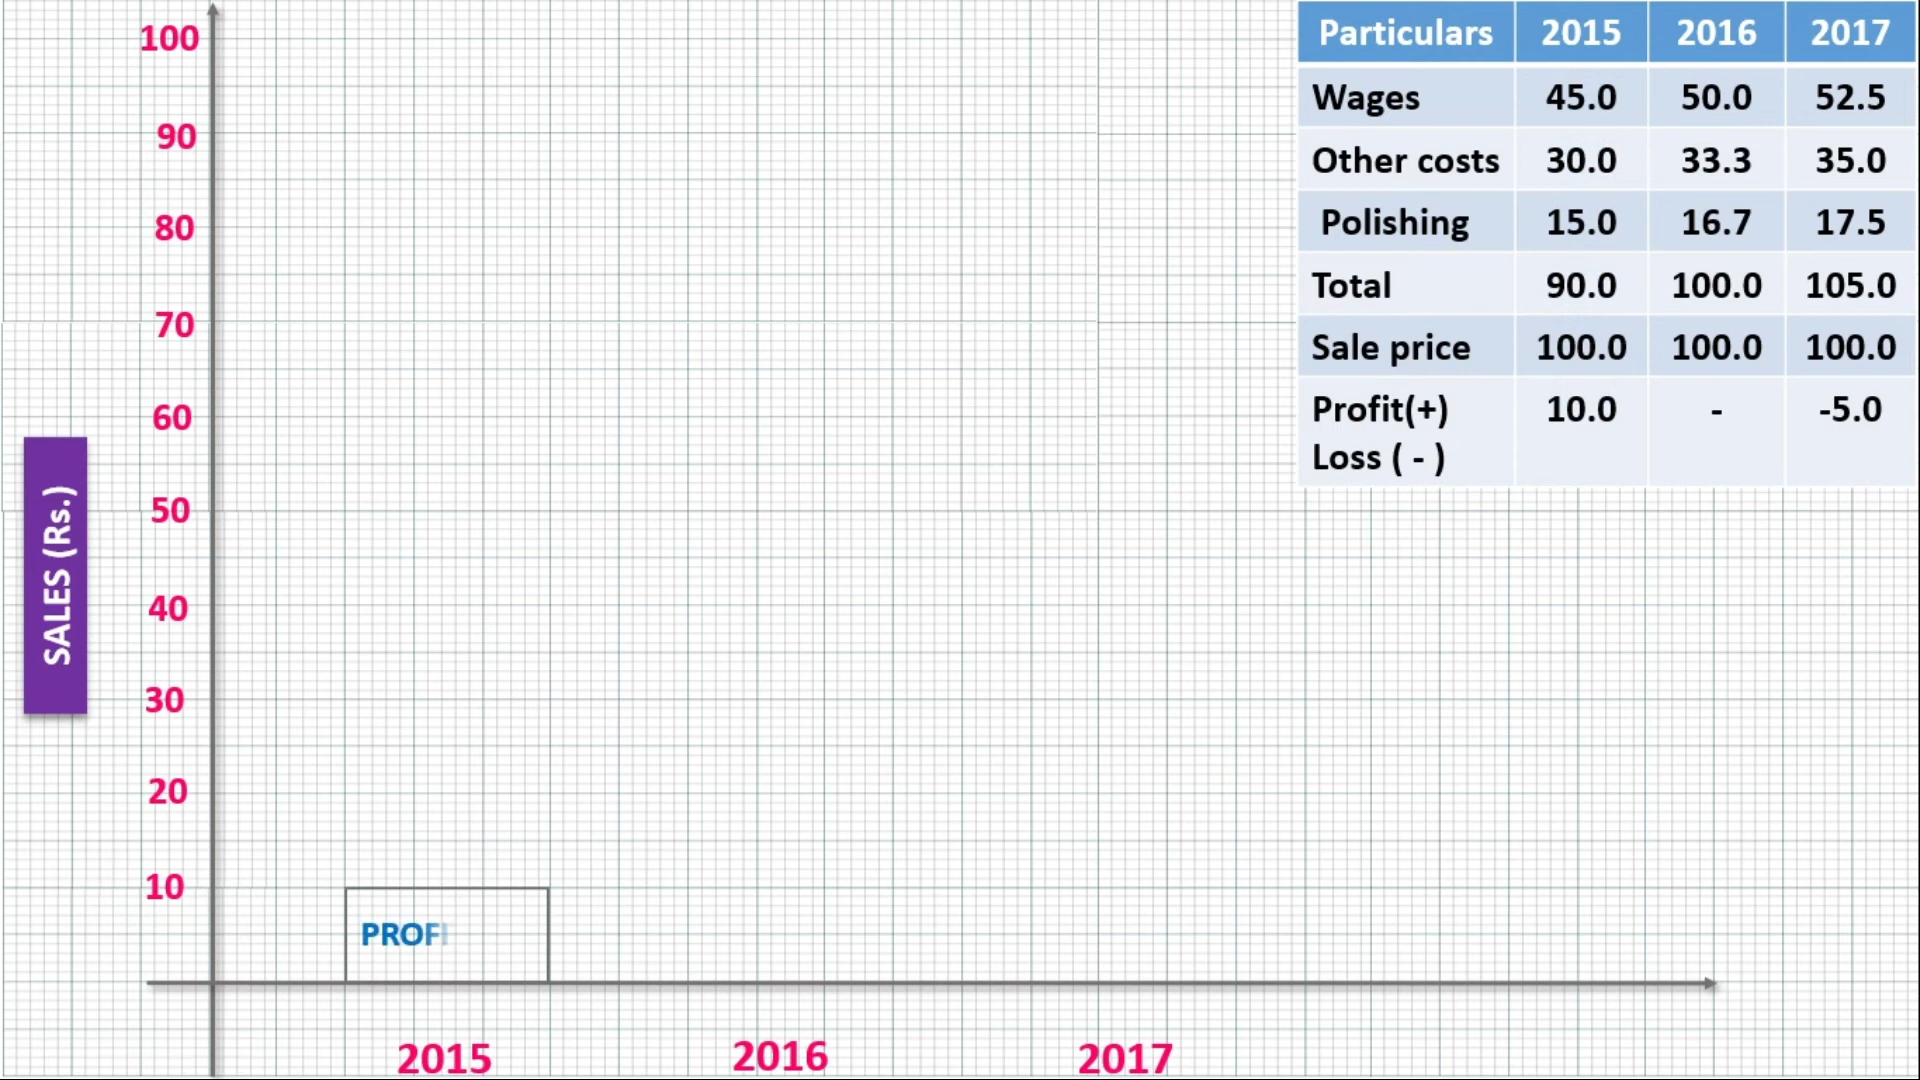 100
90
80
70
60
50
40
30
20
10
SALES (Rs.)
PROF
2015 2016 2017
Particulars 2015 2016 2017
Wages 45.0 50.0 52.5
Other costs 30.0 33.3 35.0
Polishing 15.0 16.7 17.5
Total 90.0 100.0 105.0
Sale price 100.0 100.0 100.0
Profit(+) 10.0 - -5.0
Loss ( - )